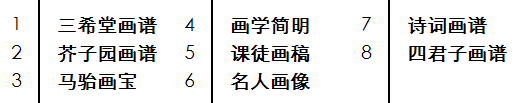 1 三希堂画谱 4 画学简明 7 诗词画谱
2 芥子园画谱 5 课徒画稿 8 四君子画谱
3 马骀画宝 6 名人画像